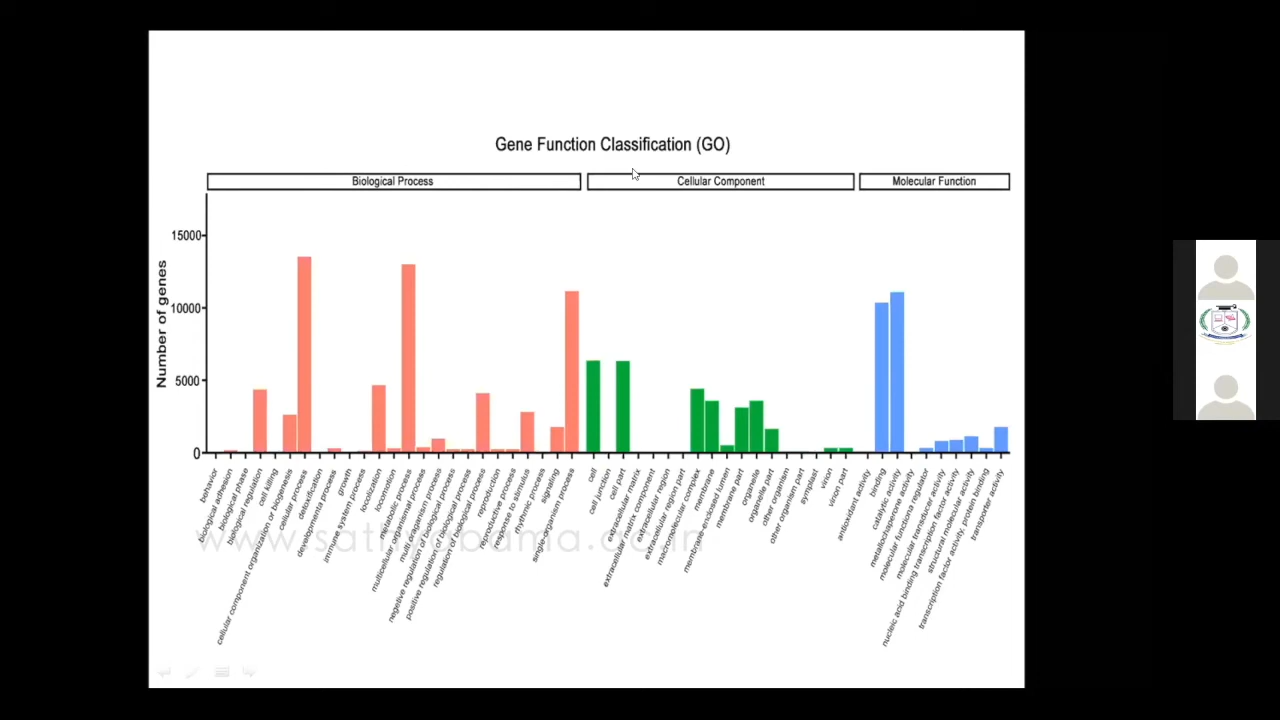 Gene Function Classification (GO)
Biological Process
Cellular Component
Molecular Function
Number of genes
15000
10000
5000
0
behavior
biological adhesion
biological phase
biological regulation
cell killing
cellular component organization or biogenesis
cellular process
detoxification
developmenta process
growth
immune system process
localization
locomotion
metabolic process
multicellular organismal process
multi
process
negetive regulation of biological process
positive regulation of biological process
regulation of biological process
reproduction
reproductive process
response to stimulus
rhythmic process
signaling
single-organism process
cell
cell junction
cell part
extracellular matrix
extracellular matrix component
extracellular region
extracellular region part
macromolecular complex
membrane
membrane-enclosed lumen
membrane part
organelle
organelle part
other organism
other organism part
symplast
virion
virion part
antioxidant activity
binding
catalytic activity
metallochaperone activity
molecular functiona regulator
molecular transducer activity
nucleic acid binding transcription factor activity
structural molecular activity
transcription factor activity, protein binding
transporter activity